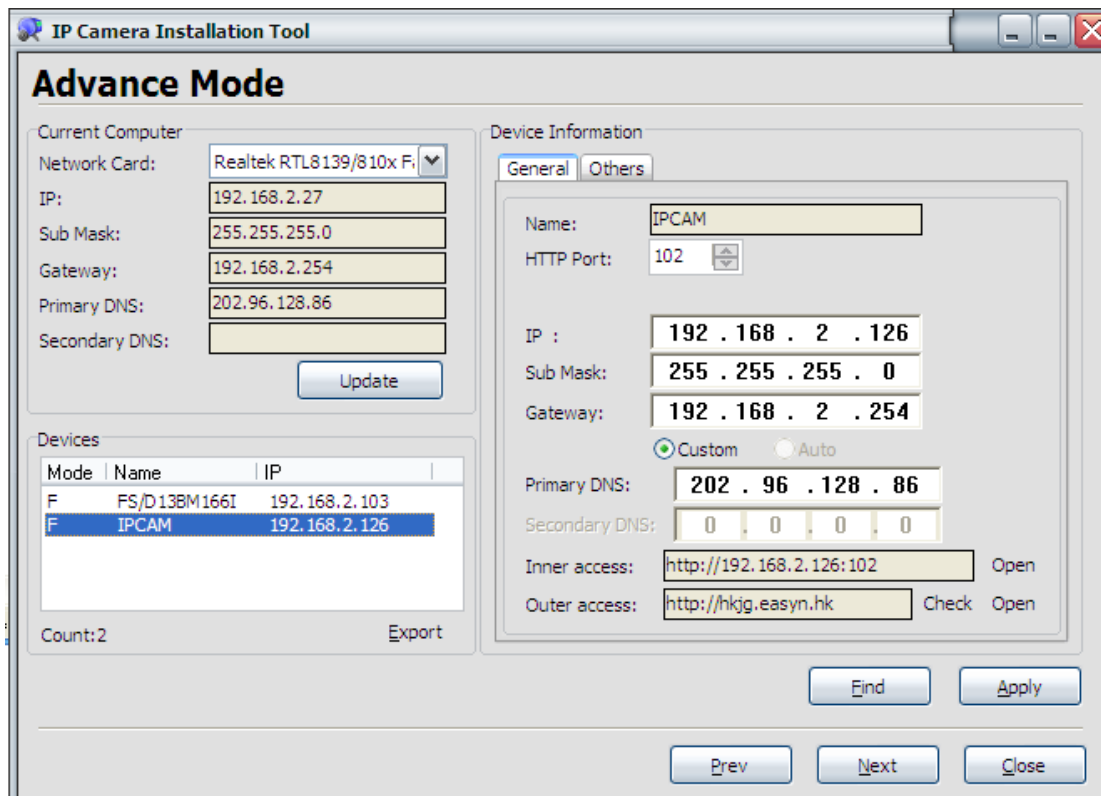 IP Camera Installation Tool
Advance Mode
Current Computer
Network Card: Realtek RTL8139/810x Fa
IP: 192.168.2.27
Sub Mask: 255.255.255.0
Gateway: 192.168.2.254
Primary DNS: 202.96.128.86
Secondary DNS:
Update
Devices
Mode Name IP
F FS/D13BM166I 192.168.2.103
F IPCAM 192.168.2.126
Count:2 Export
Device Information
General Others
Name: IPCAM
HTTP Port: 102
IP : 192 . 168 . 2 . 126
Sub Mask: 255 . 255 . 255 . 0
Gateway: 192 . 168 . 2 . 254
Custom Auto
Primary DNS: 202 . 96 . 128 . 86
Secondary DNS: 0 . 0 . 0 . 0
Inner access: http://192.168.2.126:102 Open
Outer access: http://hkjg.easyn.hk Check Open
Find Apply
Prev Next Close